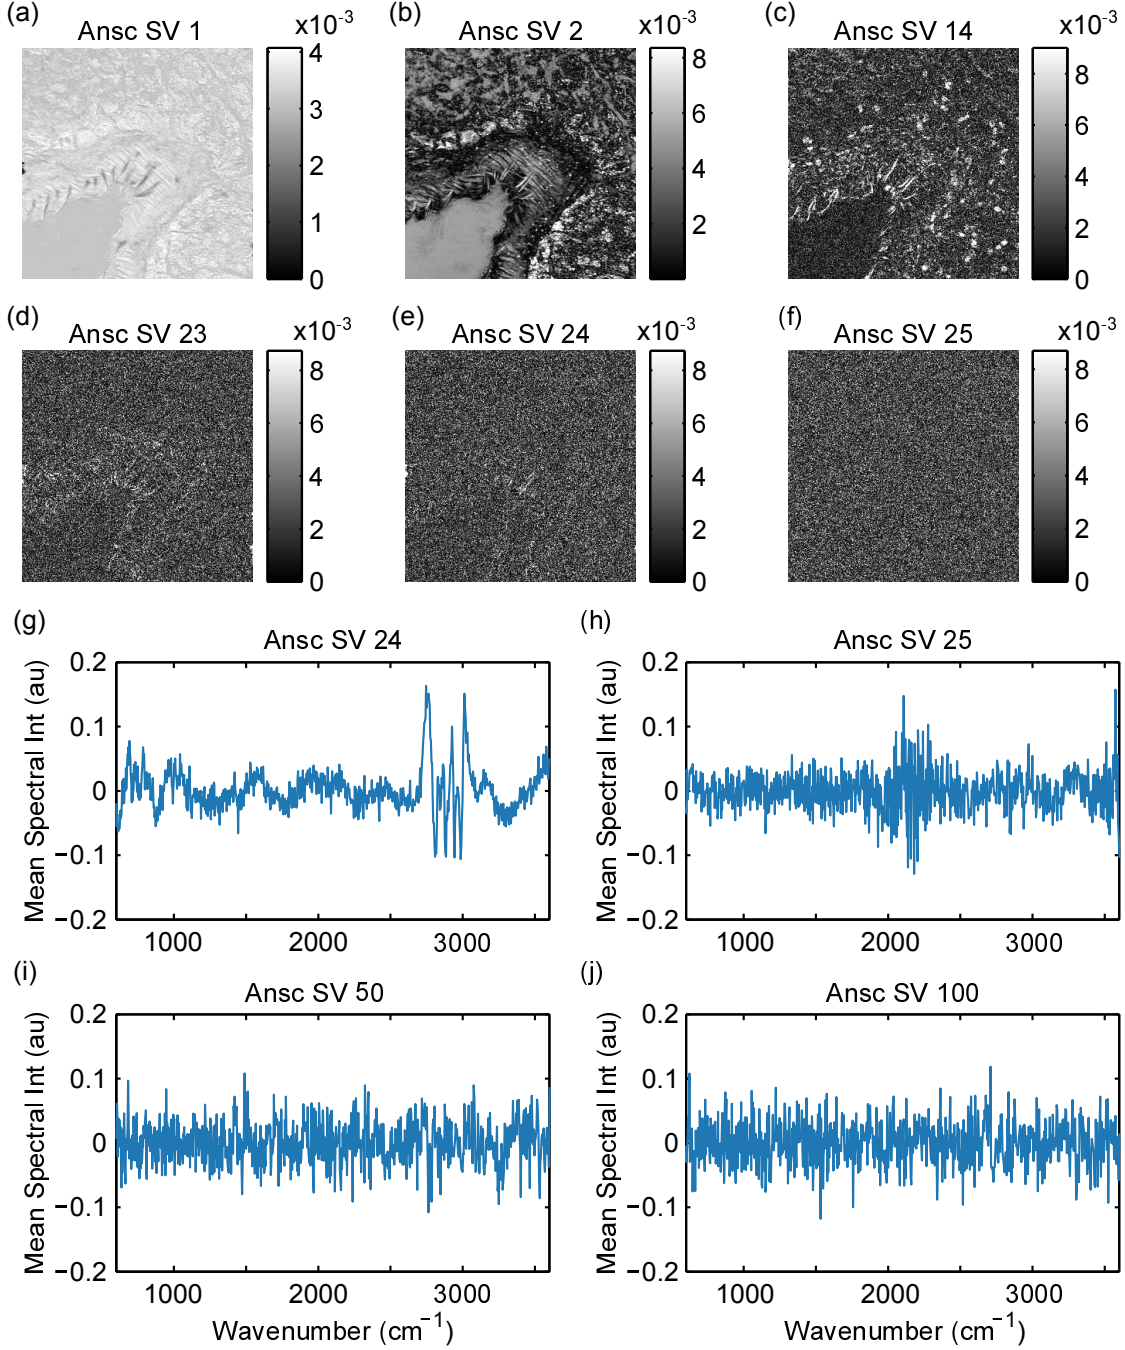 (a) Ansc SV 1 x10⁻³
4
3
2
1
0
(b) Ansc SV 2 x10⁻³
8
6
4
2
(c) Ansc SV 14 x10⁻³
8
6
4
2
0
(d) Ansc SV 23 x10⁻³
8
6
4
2
0
(e) Ansc SV 24 x10⁻³
8
6
4
2
0
(f) Ansc SV 25 x10⁻³
8
6
4
2
0
(g) Ansc SV 24
Mean Spectral Int (au)
0.2
0.1
0
−0.1
−0.2
1000 2000 3000
(h) Ansc SV 25
Mean Spectral Int (au)
0.2
0.1
0
−0.1
−0.2
1000 2000 3000
(i) Ansc SV 50
Mean Spectral Int (au)
0.2
0.1
0
−0.1
−0.2
1000 2000 3000
Wavenumber (cm⁻¹)
(j) Ansc SV 100
Mean Spectral Int (au)
0.2
0.1
0
−0.1
−0.2
1000 2000 3000
Wavenumber (cm⁻¹)